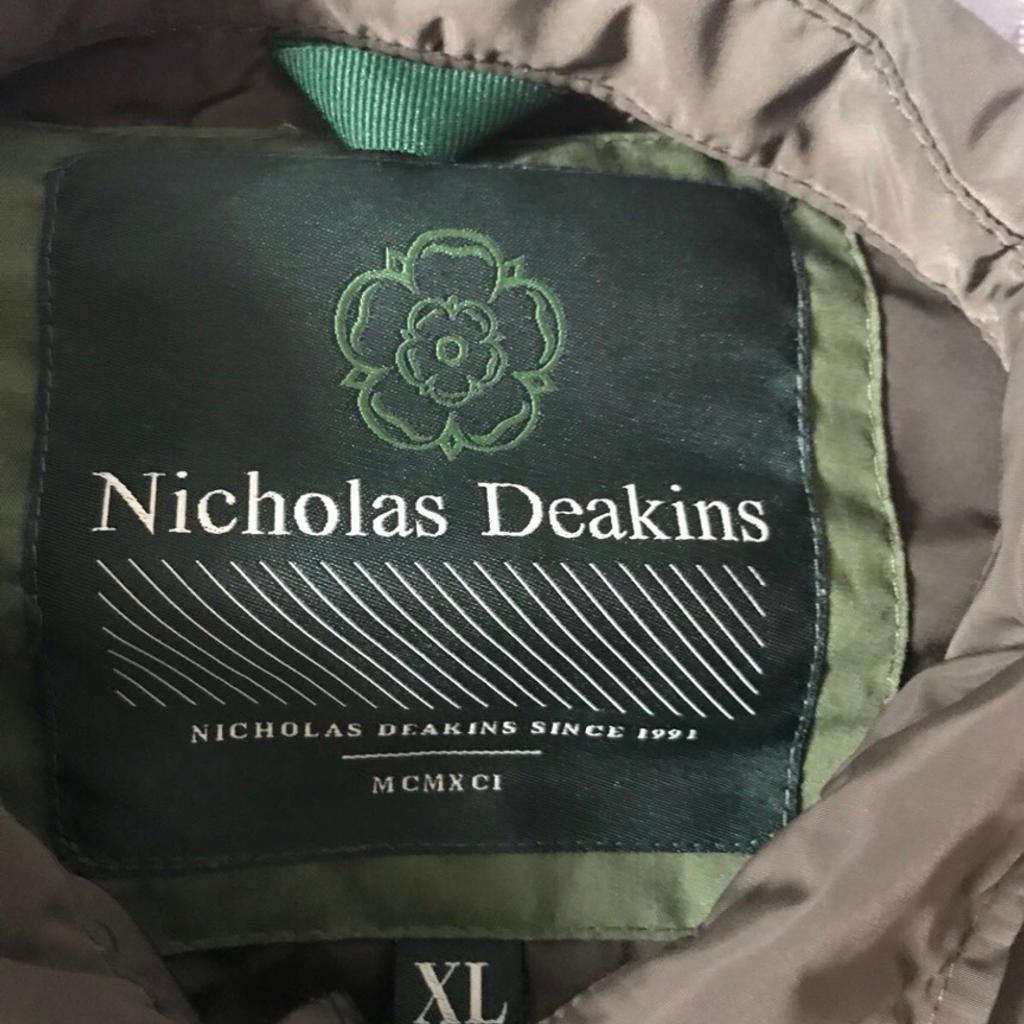 Nicholas Deakins
NICHOLAS DEAKINS SINCE 1991
MCMXCI
XL